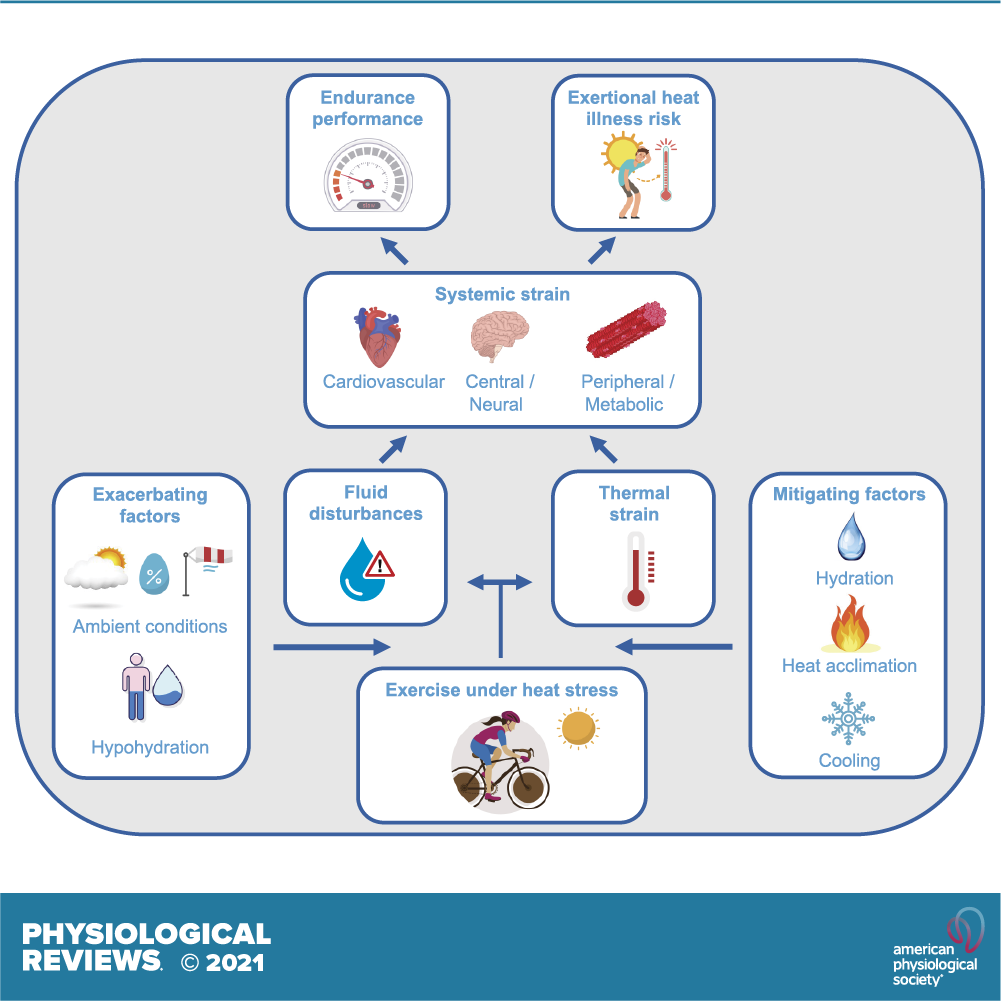 Endurance
performance
Exertional heat
illness risk
Systemic strain
Cardiovascular
Central /
Neural
Peripheral /
Metabolic
Exacerbating
factors
%
Ambient conditions
Hypohydration
Fluid
disturbances
!
Thermal
strain
Mitigating factors
Hydration
Heat acclimation
Cooling
Exercise under heat stress
PHYSIOLOGICAL
REVIEWS. © 2021
american
physiological
society